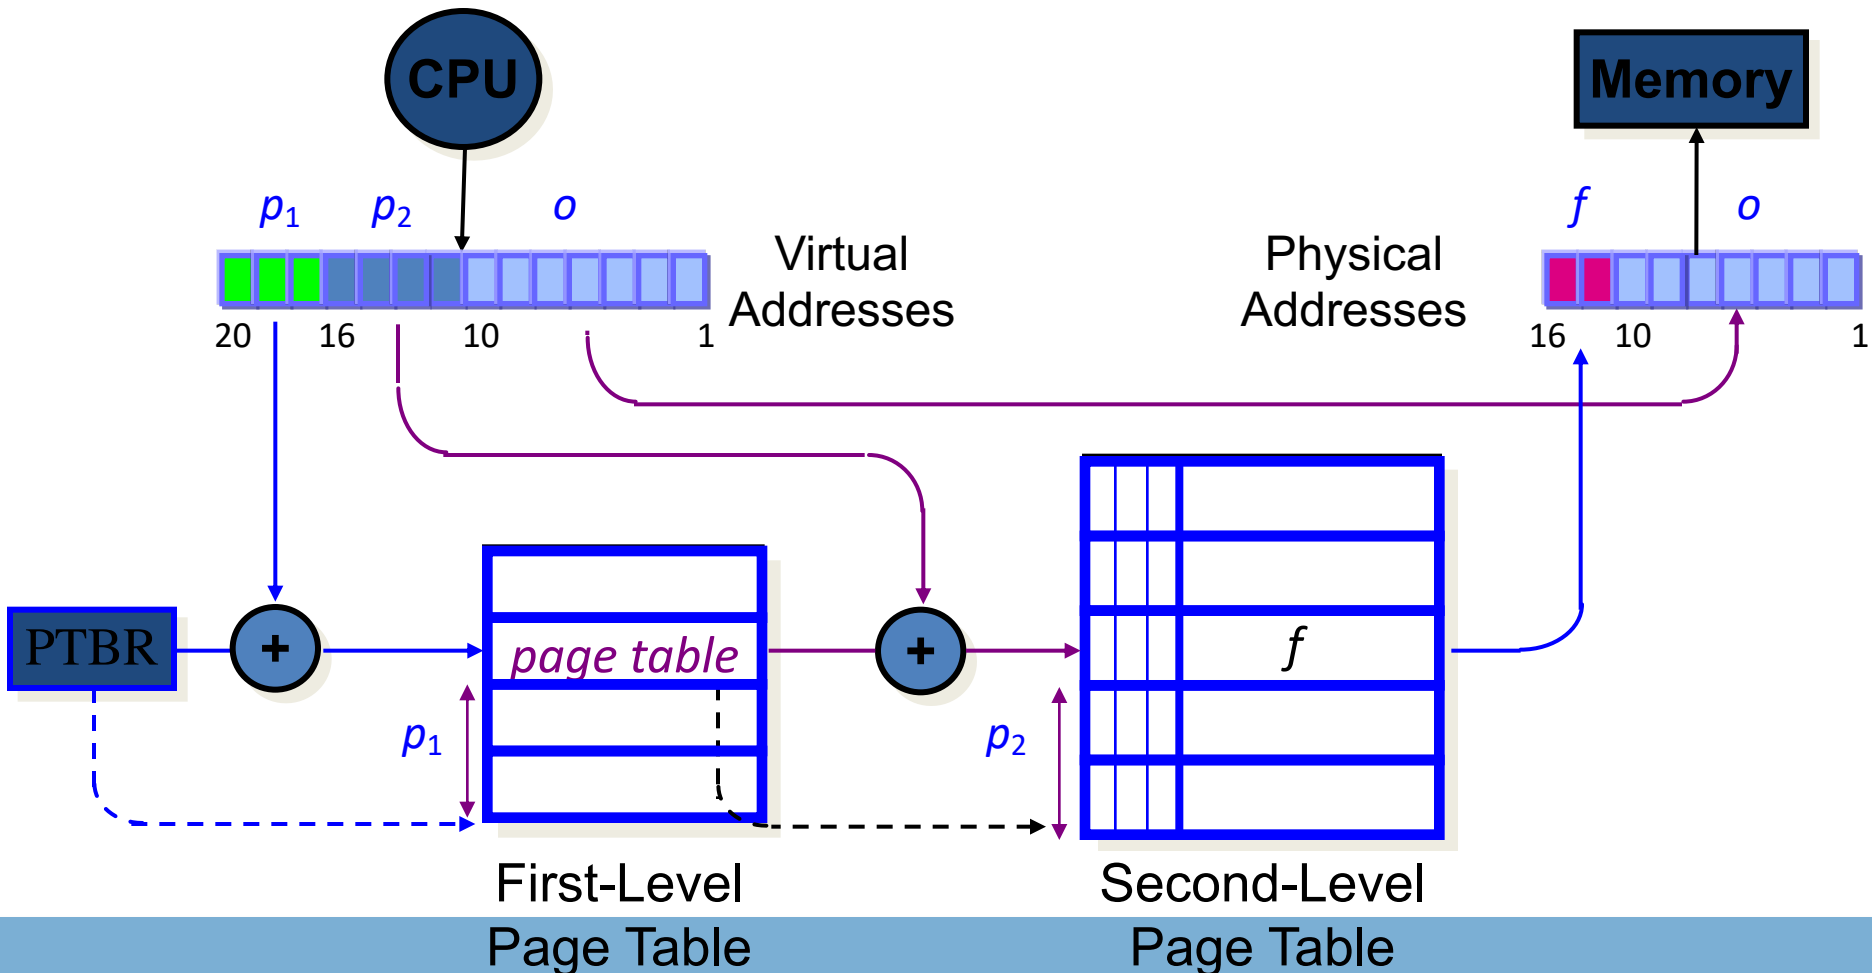 CPU
Memory
p1
p2
o
f
o
Virtual
Addresses
Physical
Addresses
20
16
10
1
16
10
1
PTBR
+
page table
+
f
p1
p2
First-Level
Page Table
Second-Level
Page Table